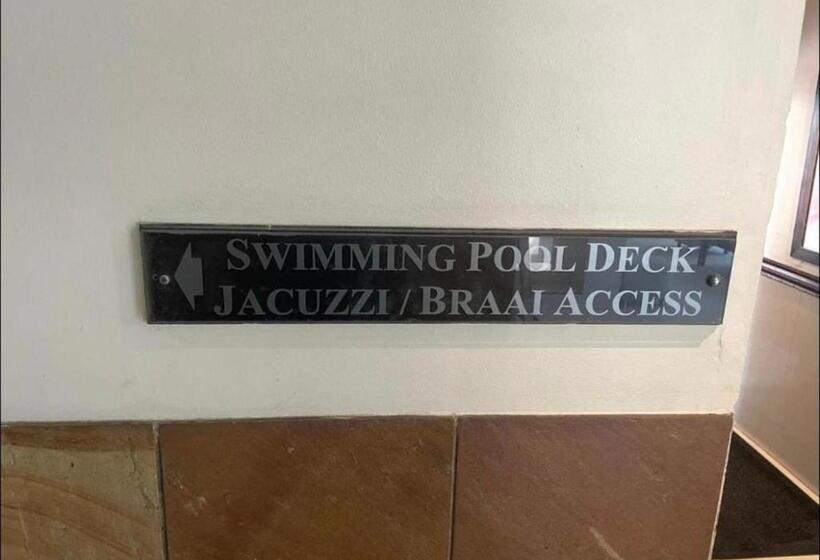 SWIMMING POOL DECK
JACUZZI / BRAAI ACCESS